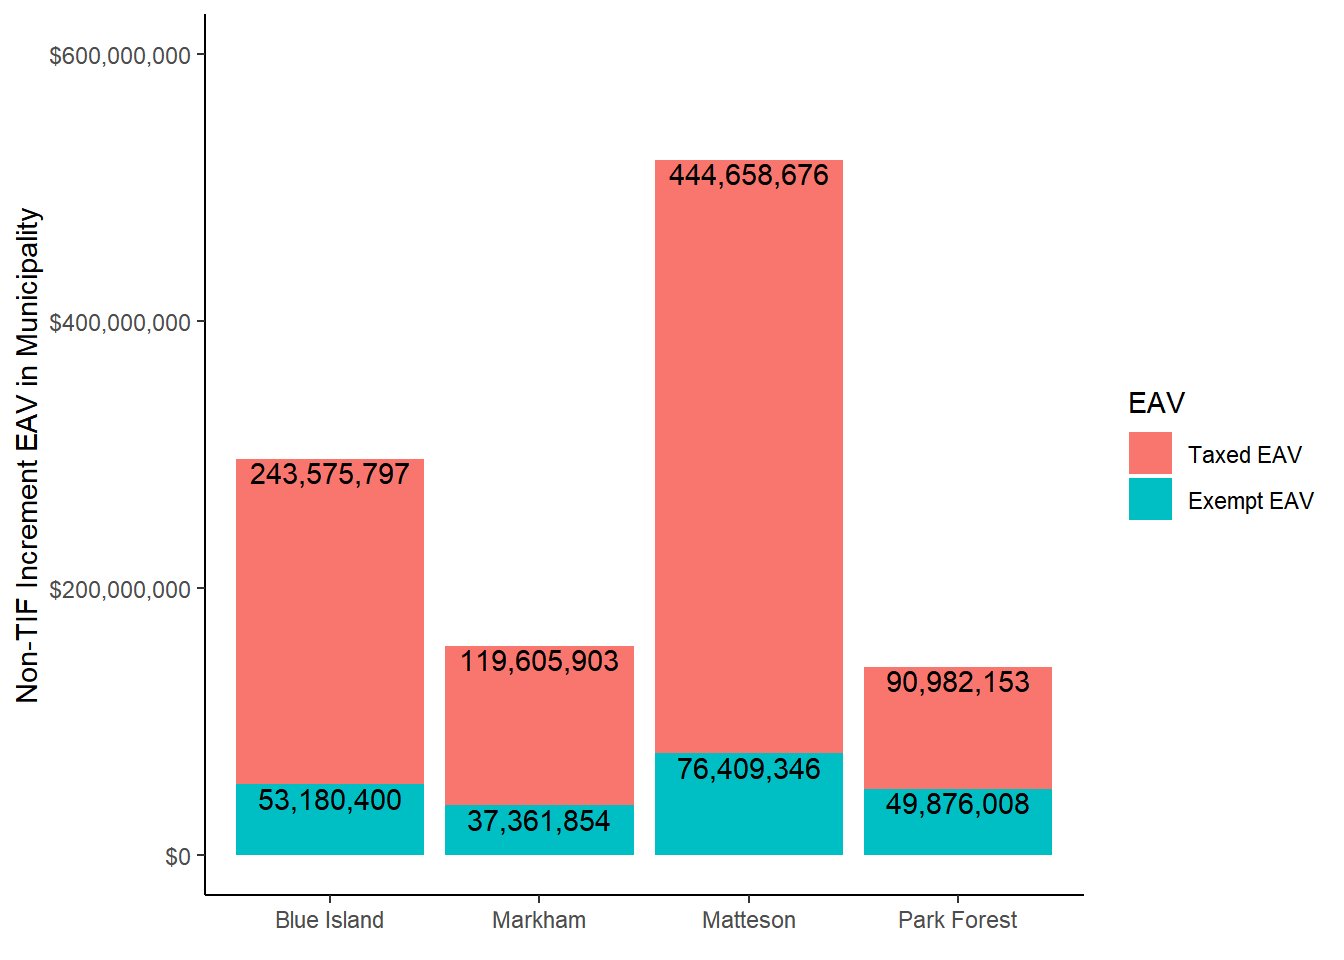 Non-TIF Increment EAV in Municipality
$600,000,000
$400,000,000
$200,000,000
$0
243,575,797
53,180,400
119,605,903
37,361,854
444,658,676
76,409,346
90,982,153
49,876,008
Blue Island
Markham
Matteson
Park Forest
EAV
Taxed EAV
Exempt EAV